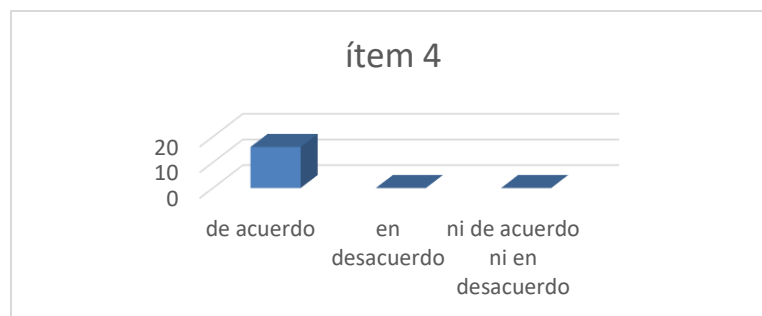 ítem 4
20
10
0
de acuerdo
en
desacuerdo
ni de acuerdo
ni en
desacuerdo